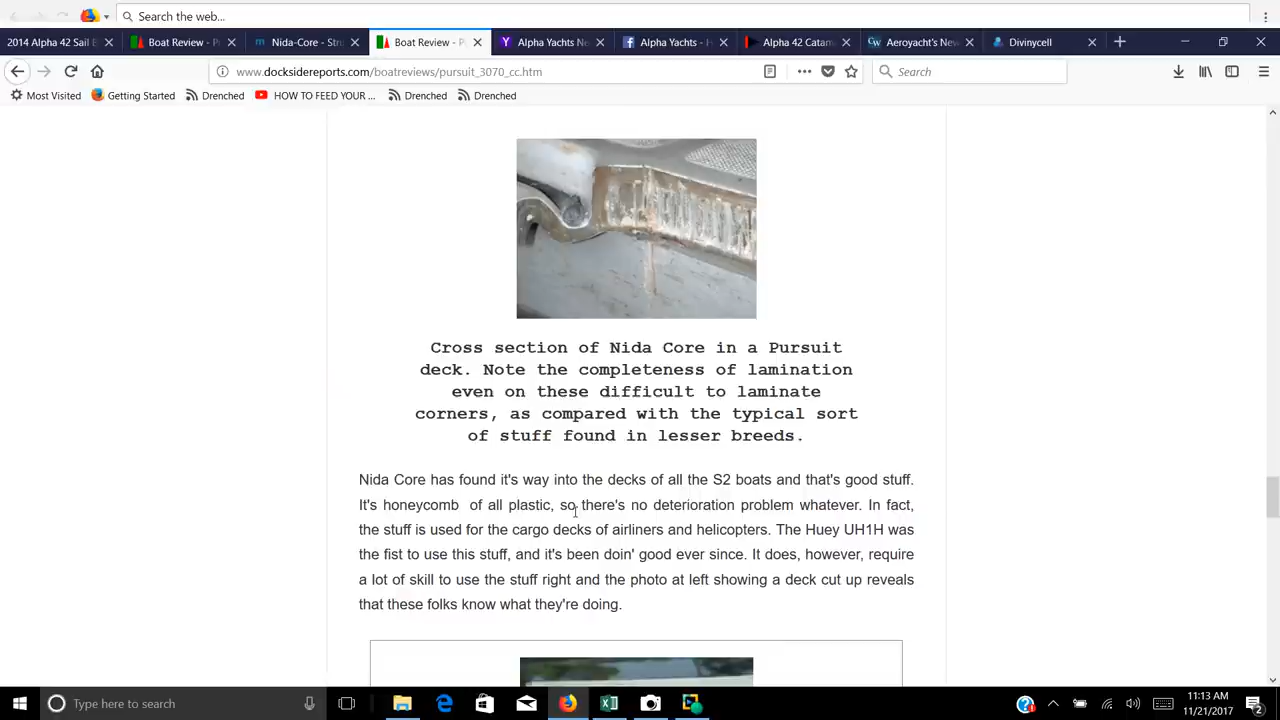 Search the web...
2014 Alpha 42 Sail B
Boat Review - P
Nida-Core - Stru
Boat Review - P
Alpha Yachts Ne
Alpha Yachts - H
Alpha 42 Catam
Aeroyacht's New
Divinycell
www.docksidereports.com/boatreviews/pursuit_3070_cc.htm
Search
Most Visited
Getting Started
Drenched
HOW TO FEED YOUR ...
Drenched
Drenched
Cross section of Nida Core in a Pursuit
deck. Note the completeness of lamination
even on these difficult to laminate
corners, as compared with the typical sort
of stuff found in lesser breeds.
Nida Core has found it's way into the decks of all the S2 boats and that's good stuff.
It's honeycomb of all plastic, so there's no deterioration problem whatever. In fact,
the stuff is used for the cargo decks of airliners and helicopters. The Huey UH1H was
the fist to use this stuff, and it's been doin' good ever since. It does, however, require
a lot of skill to use the stuff right and the photo at left showing a deck cut up reveals
that these folks know what they're doing.
Type here to search
11:13 AM
11/21/2017
2